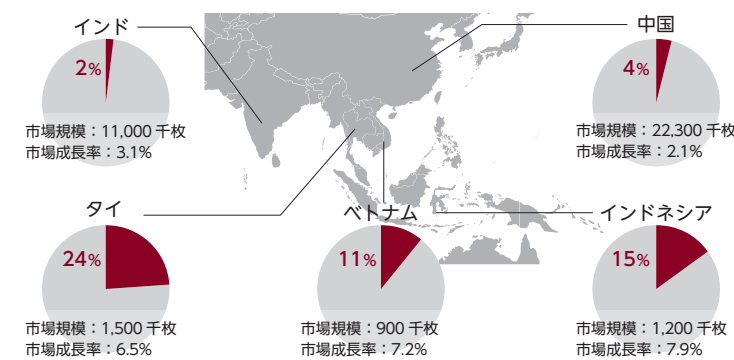 インド
2%
市場規模：11,000 千枚
市場成長率：3.1%
中国
4%
市場規模：22,300 千枚
市場成長率：2.1%
タイ
24%
市場規模：1,500 千枚
市場成長率：6.5%
ベトナム
11%
市場規模：900 千枚
市場成長率：7.2%
インドネシア
15%
市場規模：1,200 千枚
市場成長率：7.9%